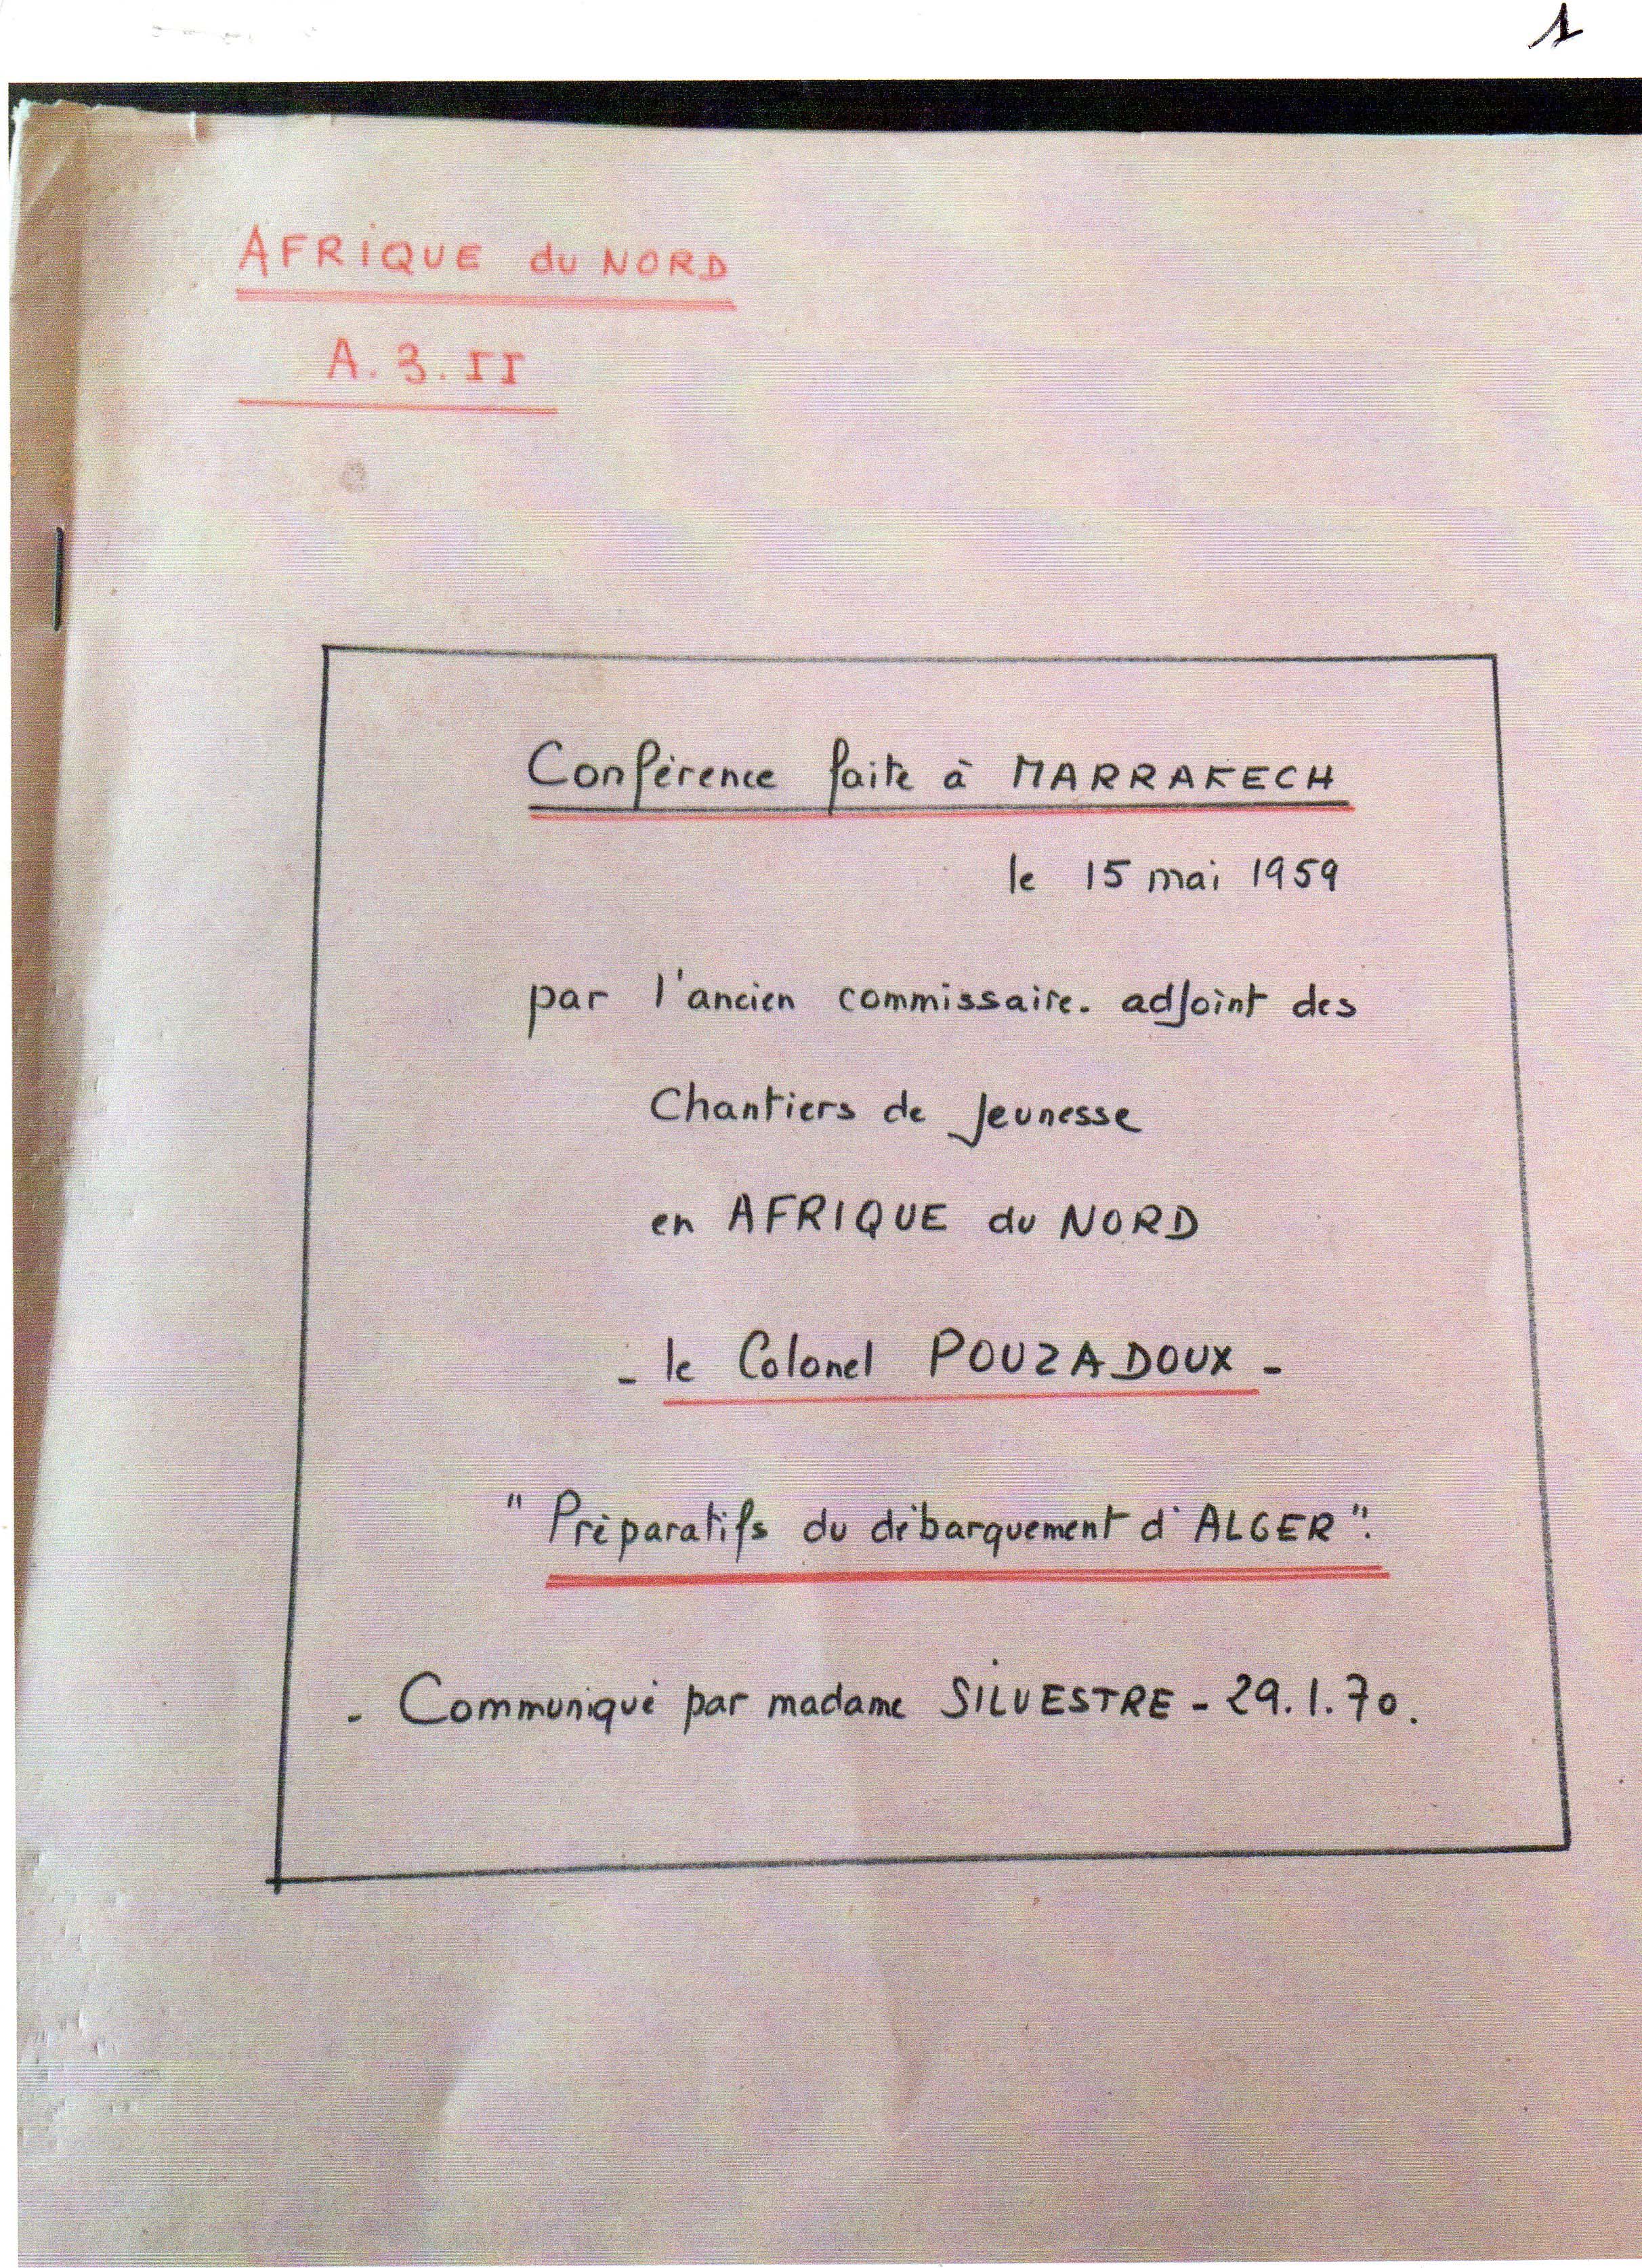 1
AFRIQUE du NORD
A.3.II
Conférence faite à MARRAKECH
le 15 mai 1959
par l'ancien commissaire-adjoint des
Chantiers de Jeunesse
en AFRIQUE du NORD
- le Colonel POUZADOUX -
"Préparatifs du débarquement d'ALGER".
- Communiqué par madame SILVESTRE - 29.1.70.